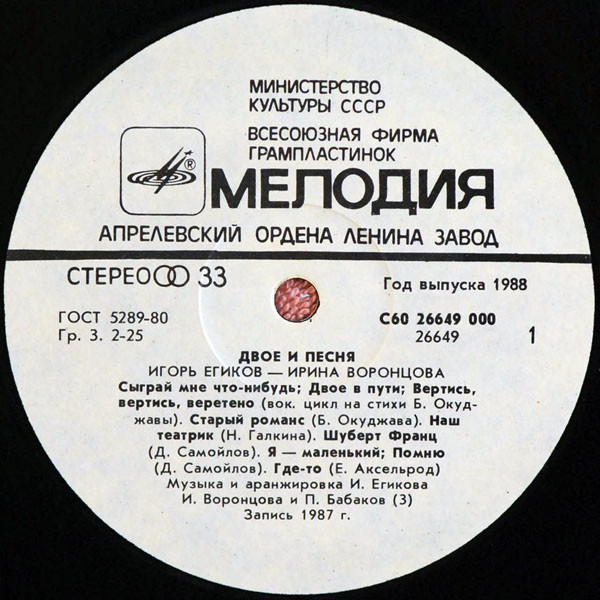 МИНИСТЕРСТВО
КУЛЬТУРЫ СССР
ВСЕСОЮЗНАЯ ФИРМА
ГРАМПЛАСТИНОК
®
МЕЛОДИЯ
АПРЕЛЕВСКИЙ ОРДЕНА ЛЕНИНА ЗАВОД
СТЕРЕО 33
Год выпуска 1988
ГОСТ 5289-80
С60 26649 000
Гр. 3. 2-25
26649
1
ДВОЕ И ПЕСНЯ
ИГОРЬ ЕГИКОВ — ИРИНА ВОРОНЦОВА
Сыграй мне что-нибудь; Двое в пути; Вертись,
вертись, веретено (вок. цикл на стихи Б. Окуд-
жавы). Старый романс (Б. Окуджава). Наш
театрик (Н. Галкина). Шуберт Франц
(Д. Самойлов). Я — маленький; Помню
(Д. Самойлов). Где-то (Е. Аксельрод)
Музыка и аранжировка И. Егикова
И. Воронцова и П. Бабаков (3)
Запись 1987 г.